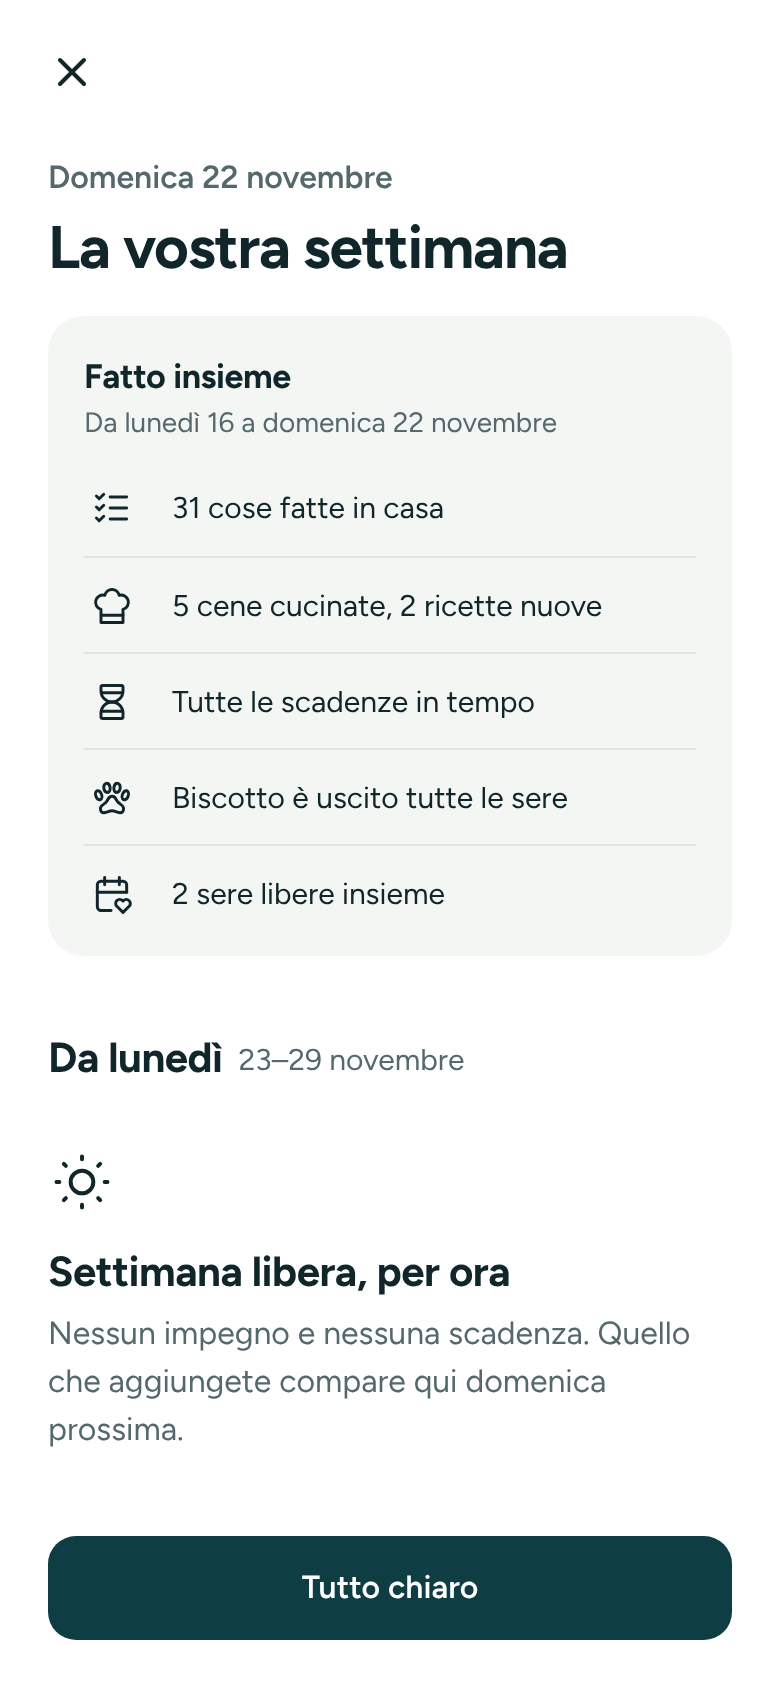 Domenica 22 novembre
La vostra settimana
Fatto insieme
Da lunedì 16 a domenica 22 novembre
31 cose fatte in casa
5 cene cucinate, 2 ricette nuove
Tutte le scadenze in tempo
Biscotto è uscito tutte le sere
2 sere libere insieme
Da lunedì 23–29 novembre
Settimana libera, per ora
Nessun impegno e nessuna scadenza. Quello
che aggiungete compare qui domenica
prossima.
Tutto chiaro